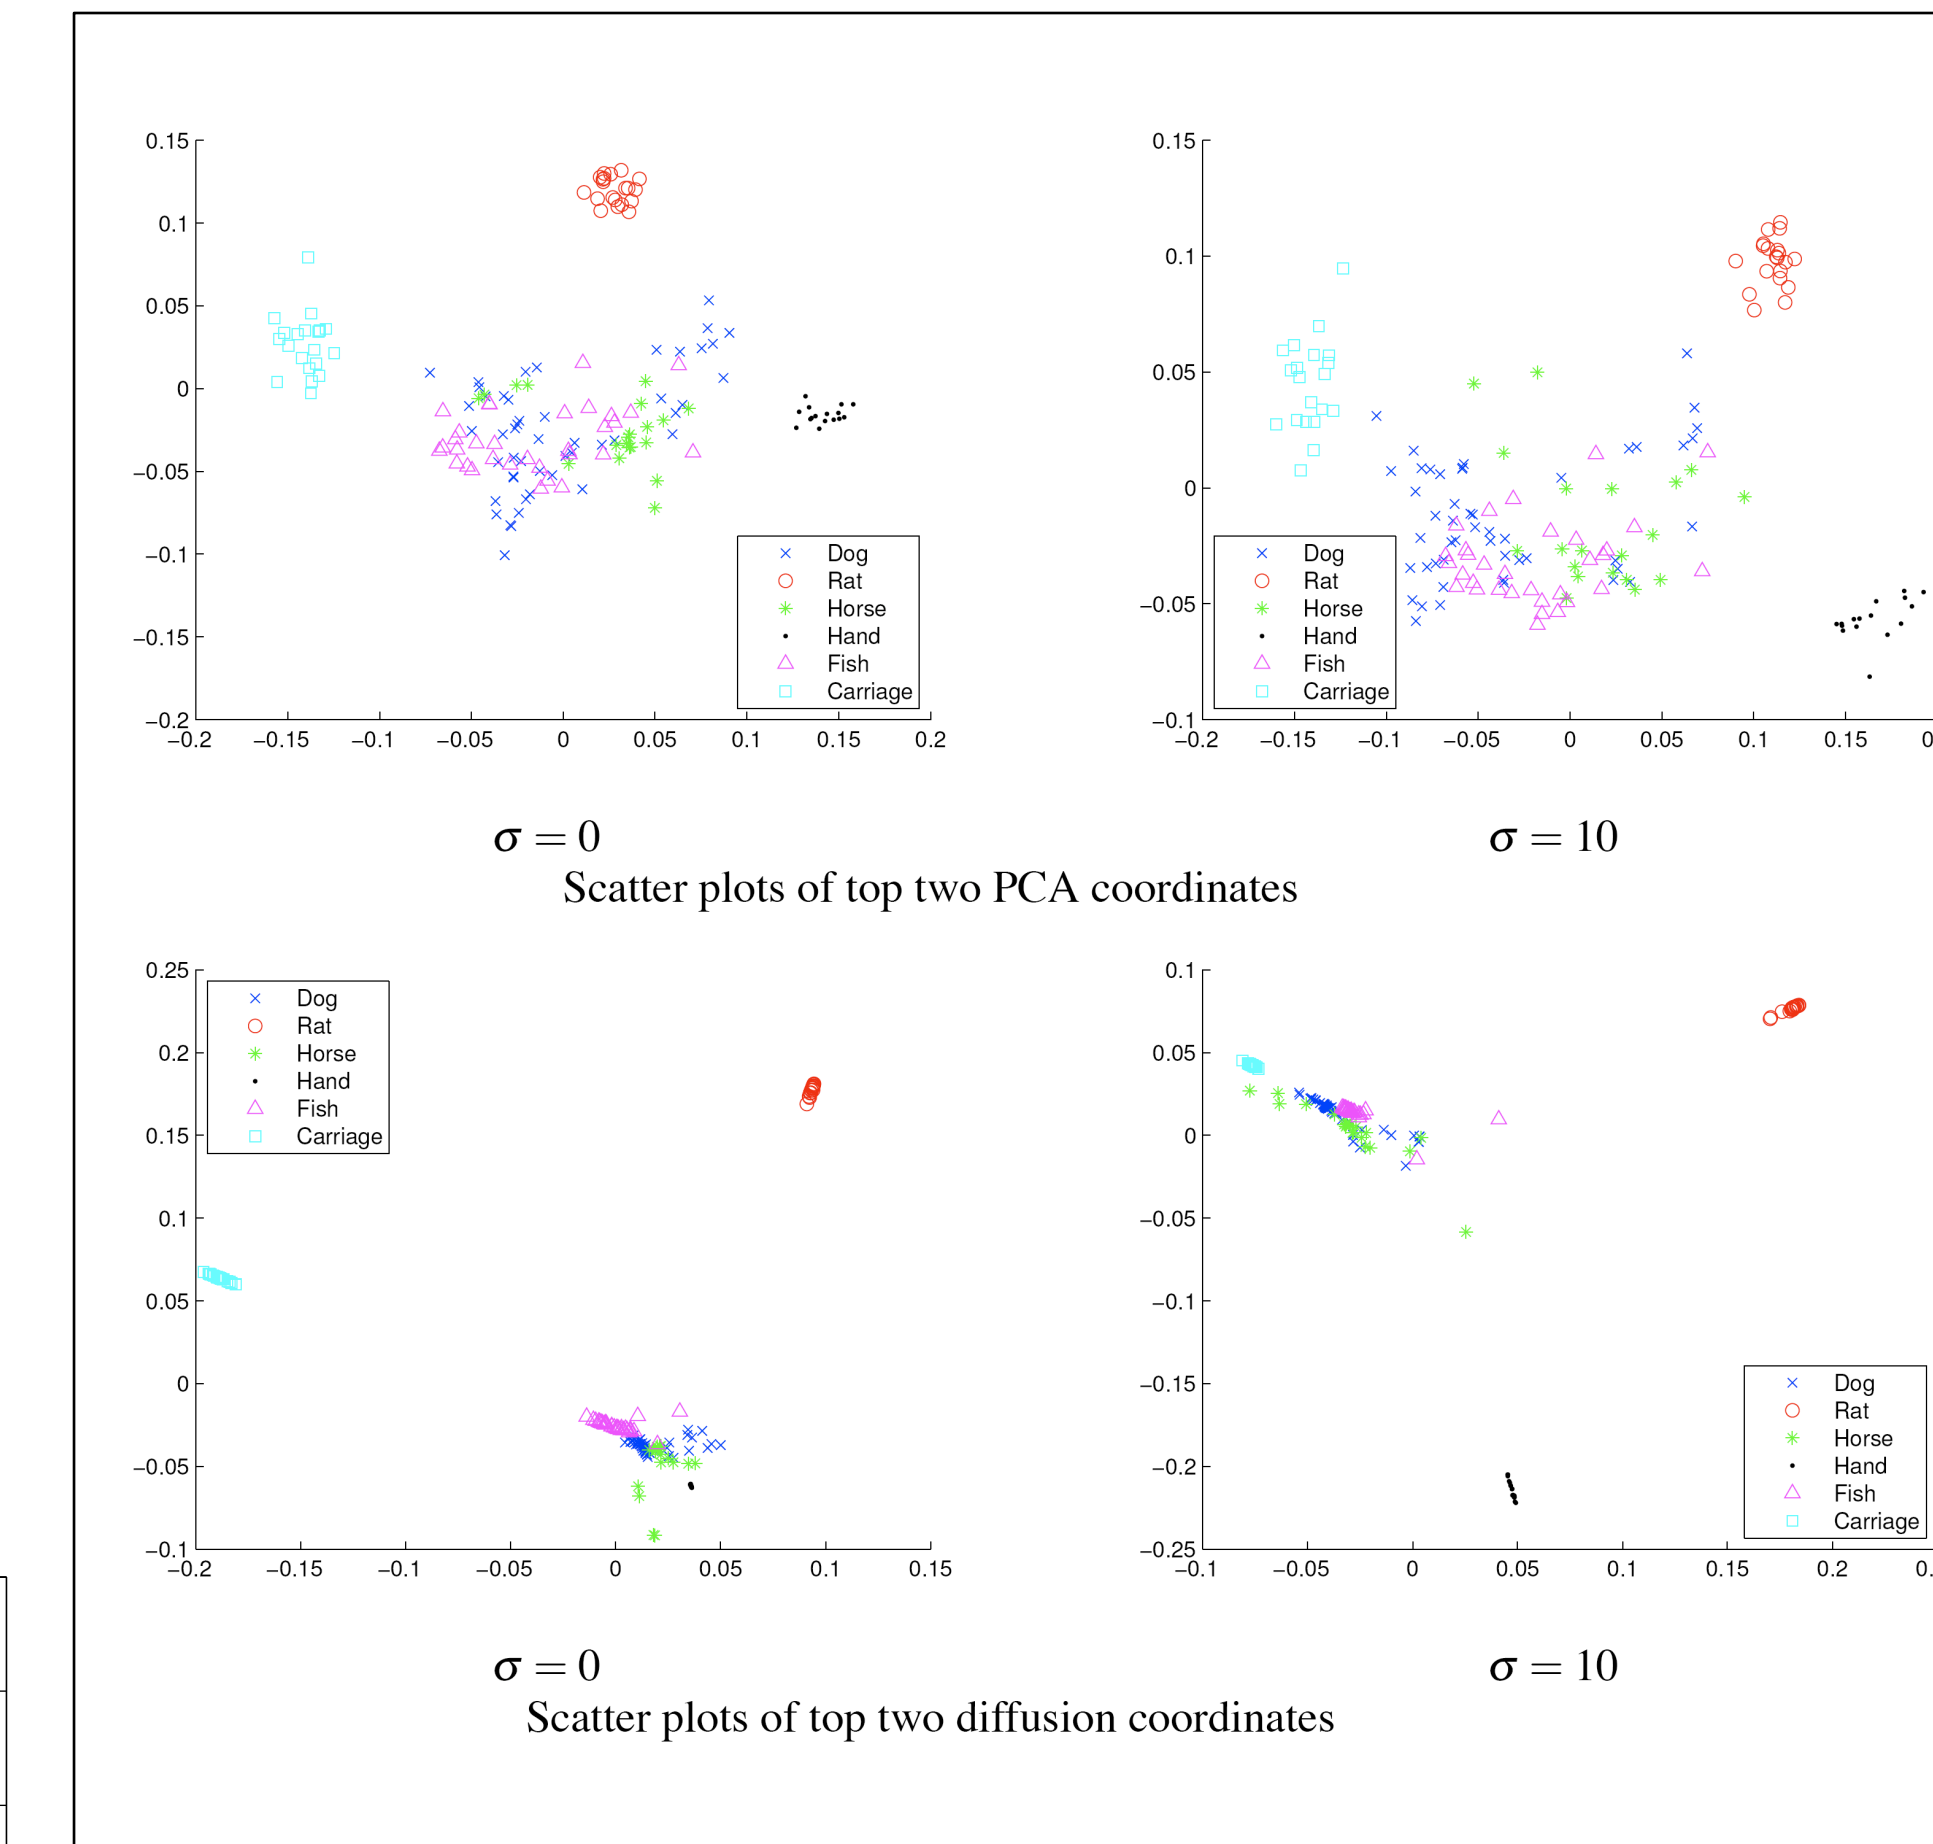 0.15
0.1
0.05
0
−0.05
−0.1
−0.15
−0.2
−0.2 −0.15 −0.1 −0.05 0 0.05 0.1 0.15 0.2
Dog
Rat
Horse
Hand
Fish
Carriage
0.15
0.1
0.05
0
−0.05
−0.1
−0.2 −0.15 −0.1 −0.05 0 0.05 0.1 0.15
Dog
Rat
Horse
Hand
Fish
Carriage
σ = 0
σ = 10
Scatter plots of top two PCA coordinates
0.25
0.2
0.15
0.1
0.05
0
−0.05
−0.1
−0.2 −0.15 −0.1 −0.05 0 0.05 0.1 0.15
Dog
Rat
Horse
Hand
Fish
Carriage
0.1
0.05
0
−0.05
−0.1
−0.15
−0.2
−0.25
−0.1 −0.05 0 0.05 0.1 0.15 0.2
Dog
Rat
Horse
Hand
Fish
Carriage
σ = 0
σ = 10
Scatter plots of top two diffusion coordinates